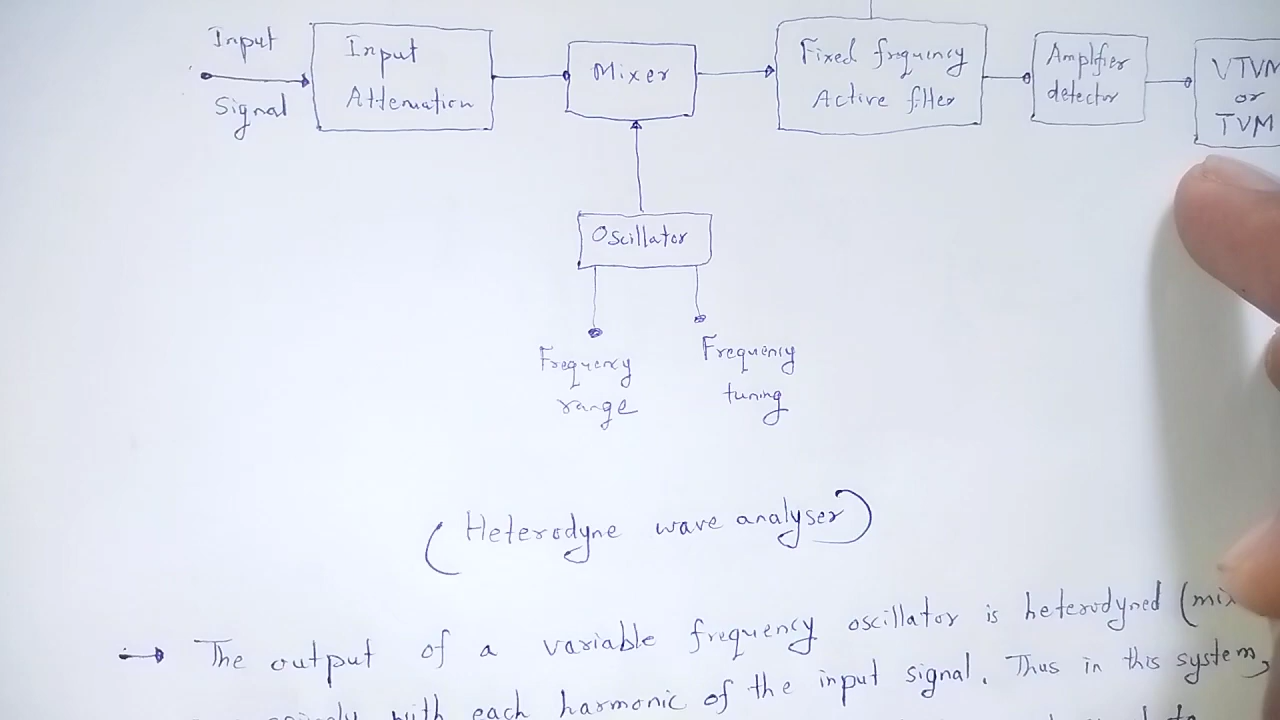 Input
Signal
Input
Attenuation
Mixer
Fixed frequency
Active filter
Amplifier
detector
VTVM
or
TVM
Oscillator
Frequency
range
Frequency
tuning
(Heterodyne wave analyser)
→ The output of a variable frequency oscillator is heterodyned (mix
with each harmonic of the input signal. Thus in this system,